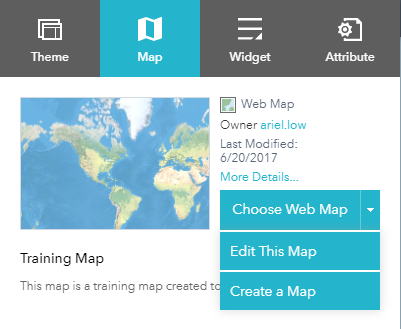 Theme Map Widget Attribute
Web Map
Owner ariel.low
Last Modified:
6/20/2017
More Details...
Choose Web Map
Edit This Map
Create a Map
Training Map
This map is a training map created to